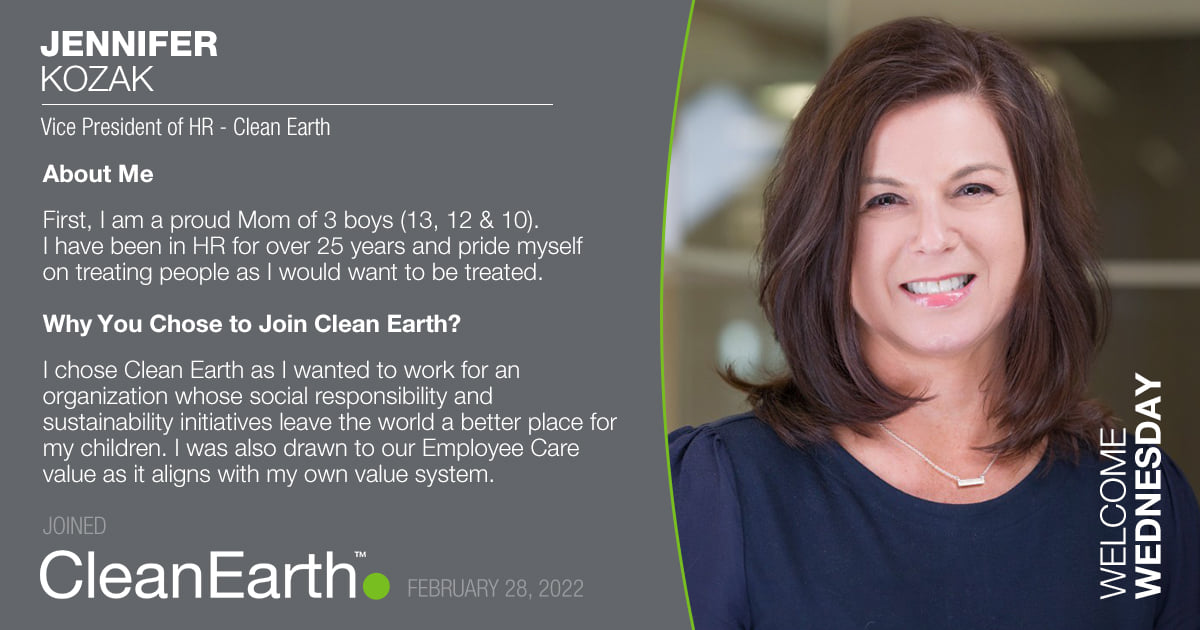 JENNIFER
KOZAK
Vice President of HR - Clean Earth
About Me
First, I am a proud Mom of 3 boys (13, 12 & 10).
I have been in HR for over 25 years and pride myself
on treating people as I would want to be treated.
Why You Chose to Join Clean Earth?
I chose Clean Earth as I wanted to work for an
organization whose social responsibility and
sustainability initiatives leave the world a better place for
my children. I was also drawn to our Employee Care
value as it aligns with my own value system.
JOINED
CleanEarth™
FEBRUARY 28, 2022
WELCOME
WEDNESDAY